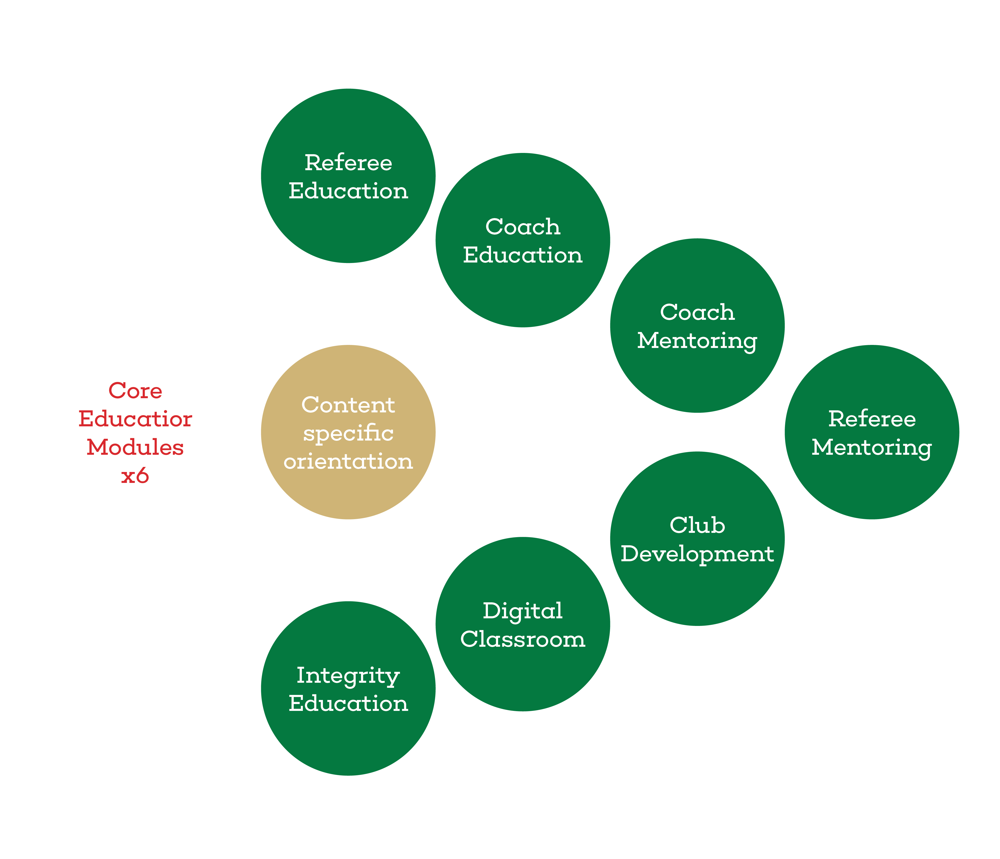 Referee
Education
Coach
Education
Coach
Mentoring
Referee
Mentoring
Core
Educatior
Modules
x6
Content
specific
orientation
Club
Development
Digital
Classroom
Integrity
Education